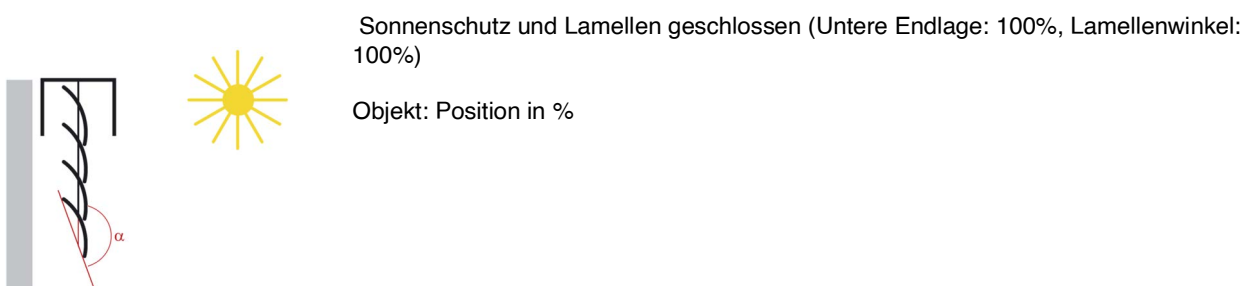 Sonnenschutz und Lamellen geschlossen (Untere Endlage: 100%, Lamellenwinkel:
100%)
Objekt: Position in %
α